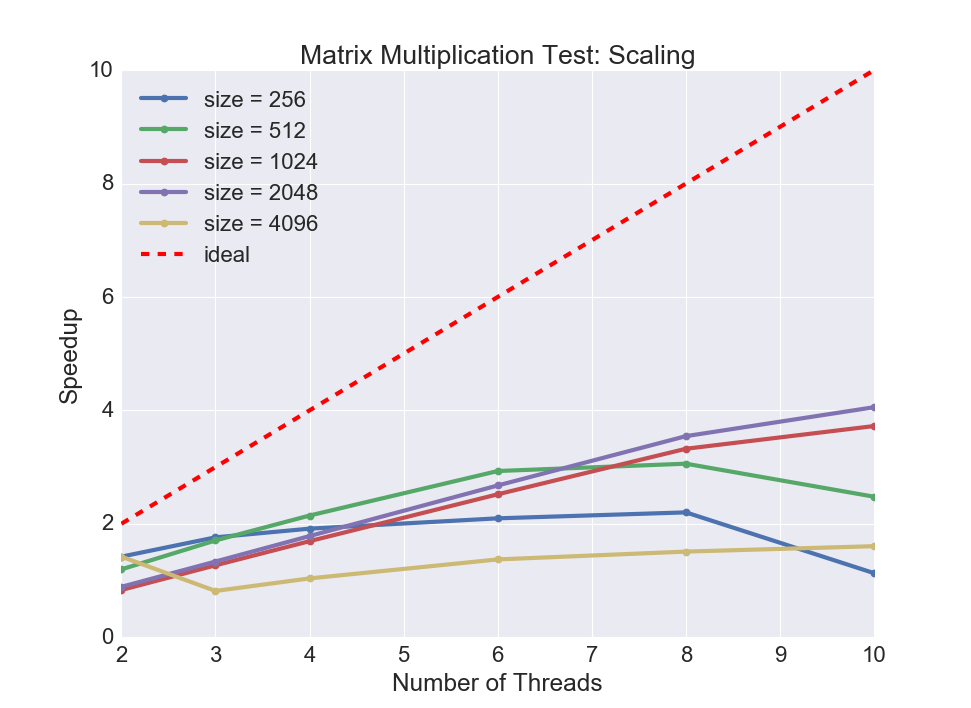 Matrix Multiplication Test: Scaling
size = 256
size = 512
size = 1024
size = 2048
size = 4096
ideal
Speedup
10
8
6
4
2
0
2 3 4 5 6 7 8 9 10
Number of Threads